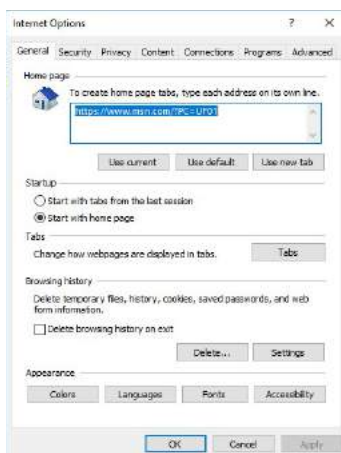 Internet Options
General Security Privacy Content Connections Programs Advanced
Home page
To create home page tabs, type each address on its own line.
https://www.msn.com/?PC=UF01
Use current Use default Use new tab
Startup
Start with tabs from the last session
Start with home page
Tabs
Change how webpages are displayed in tabs. Tabs
Browsing history
Delete temporary files, history, cookies, saved passwords, and web
form information.
Delete browsing history on exit
Delete... Settings
Appearance
Colors Languages Fonts Accessibility
OK Cancel Apply